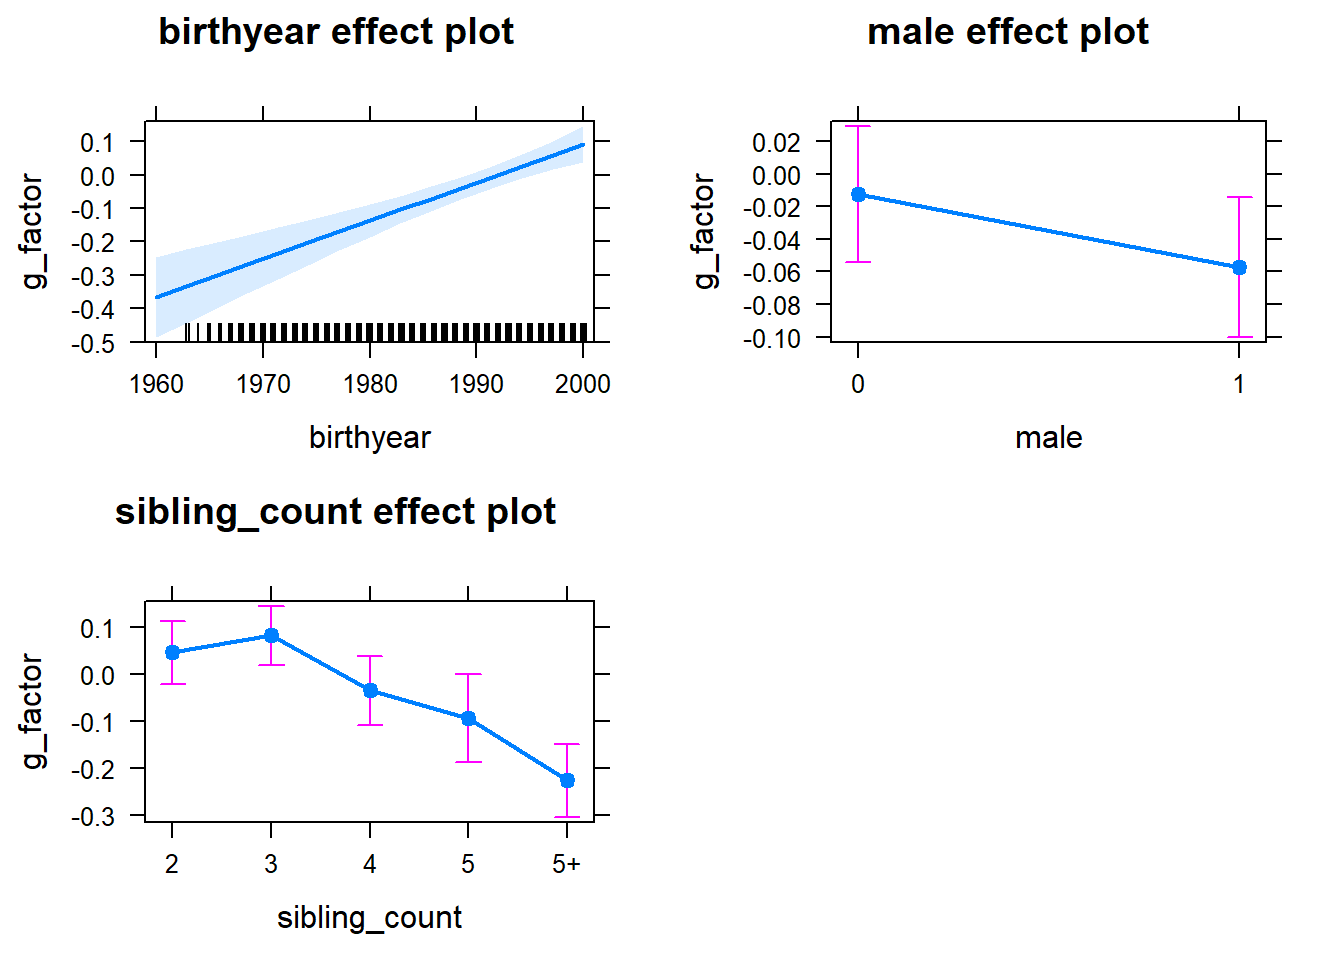 birthyear effect plot
g_factor
0.1
0.0
-0.1
-0.2
-0.3
-0.4
-0.5
1960 1970 1980 1990 2000
birthyear
male effect plot
g_factor
0.02
0.00
-0.02
-0.04
-0.06
-0.08
-0.10
0 1
male
sibling_count effect plot
g_factor
0.1
0.0
-0.1
-0.2
-0.3
2 3 4 5 5+
sibling_count